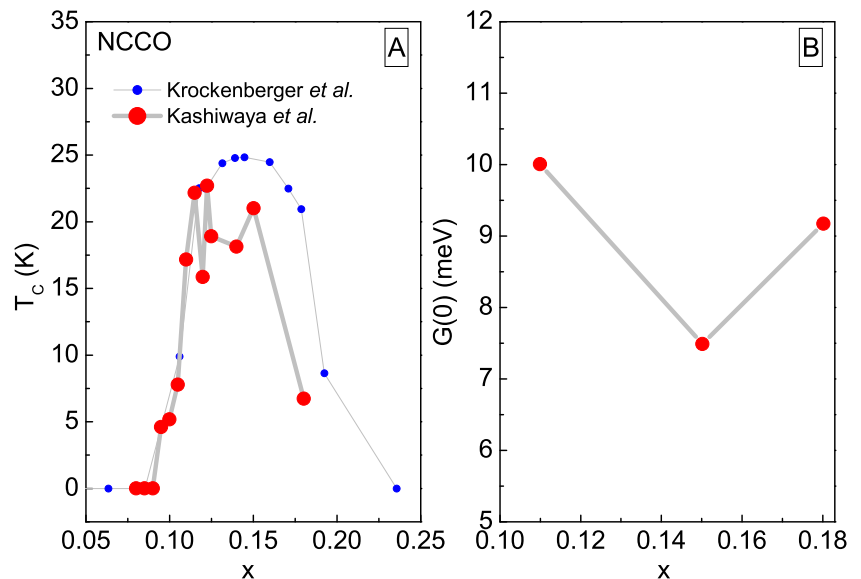 NCCO
A
Krockenberger et al.
Kashiwaya et al.
35
30
25
20
15
10
5
0
T_C (K)
0.05
0.10
0.15
0.20
0.25
x
B
12
11
10
9
8
7
6
5
G(0) (meV)
0.10
0.12
0.14
0.16
0.18
x